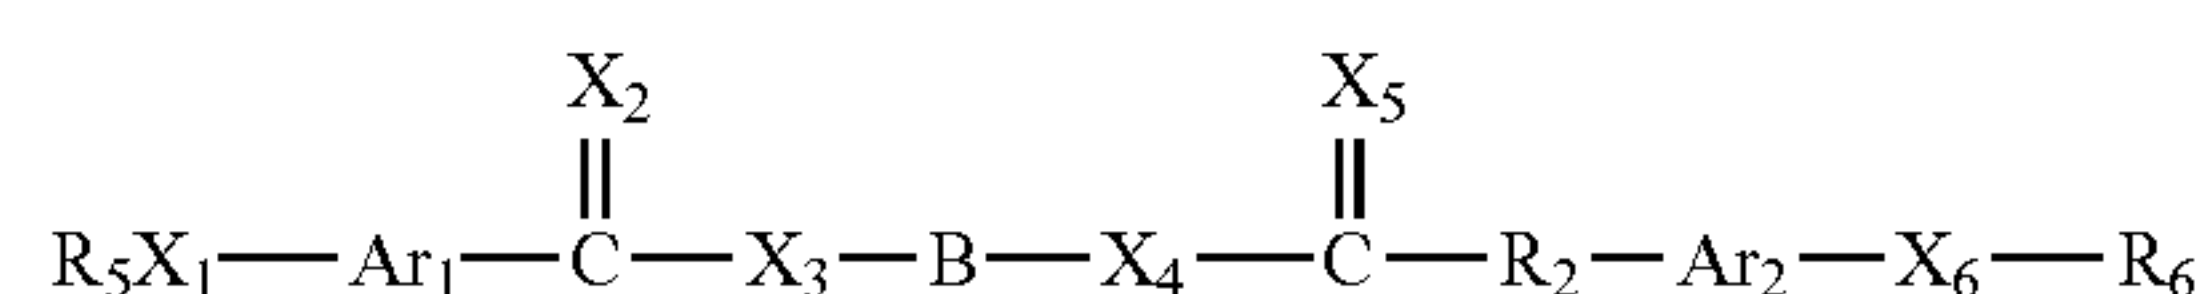 X₂ X₅
R₅X₁—Ar₁—C—X₃—B—X₄—C—R₂—Ar₂—X₆—R₆